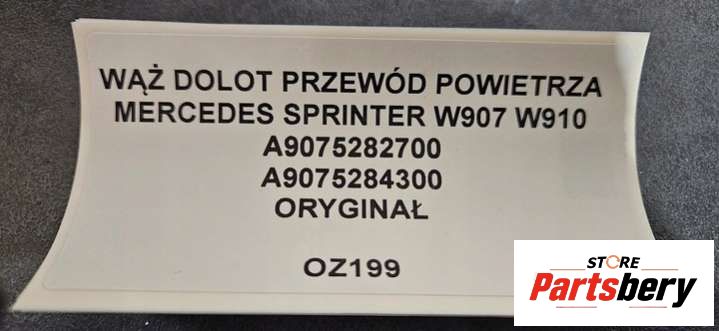 WĄŻ DOLOT PRZEWÓD POWIETRZA
MERCEDES SPRINTER W907 W910
A9075282700
A9075284300
ORYGINAŁ
OZ199
STORE
Partsbery